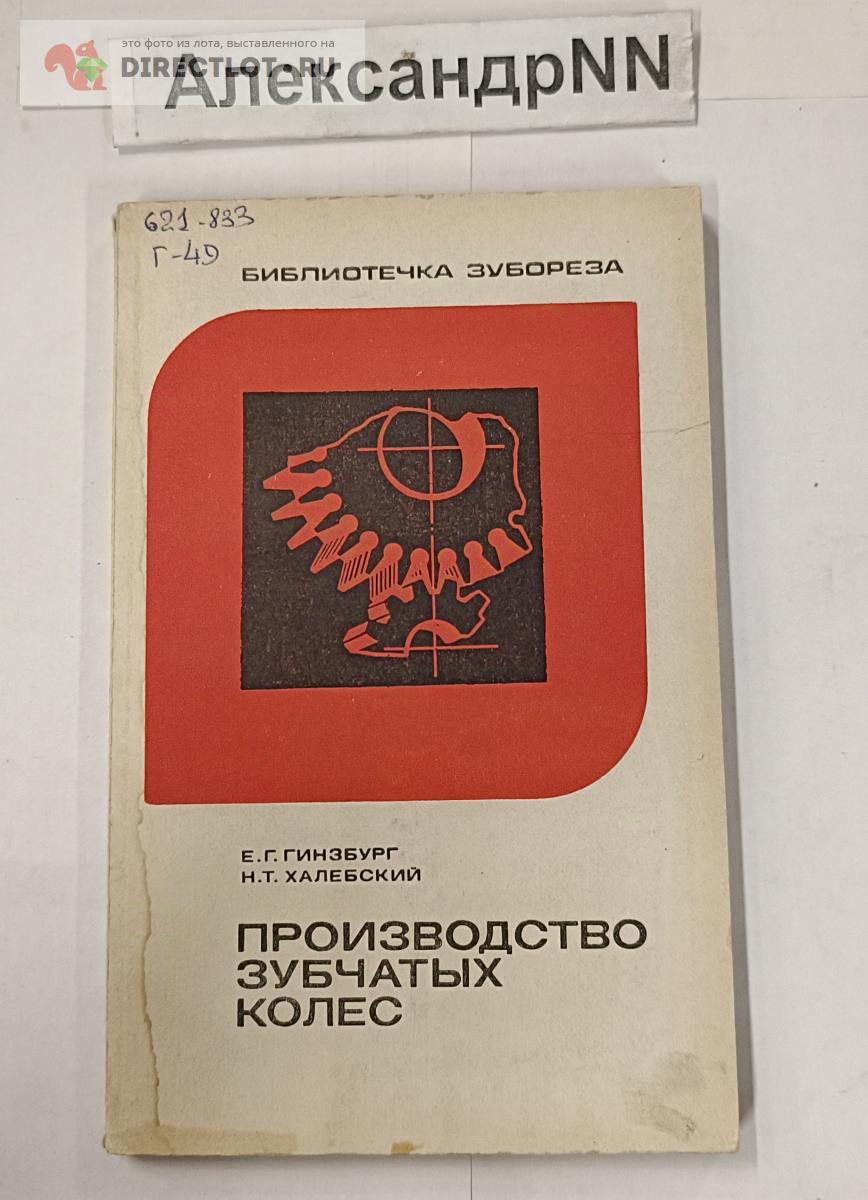 это фото из лота, выставленного на
DIRECTLOT.RU
АлександрNN
621-833
Г-49
БИБЛИОТЕЧКА ЗУБОРЕЗА
Е.Г. ГИНЗБУРГ
Н.Т. ХАЛЕБСКИЙ
ПРОИЗВОДСТВО
ЗУБЧАТЫХ
КОЛЕС